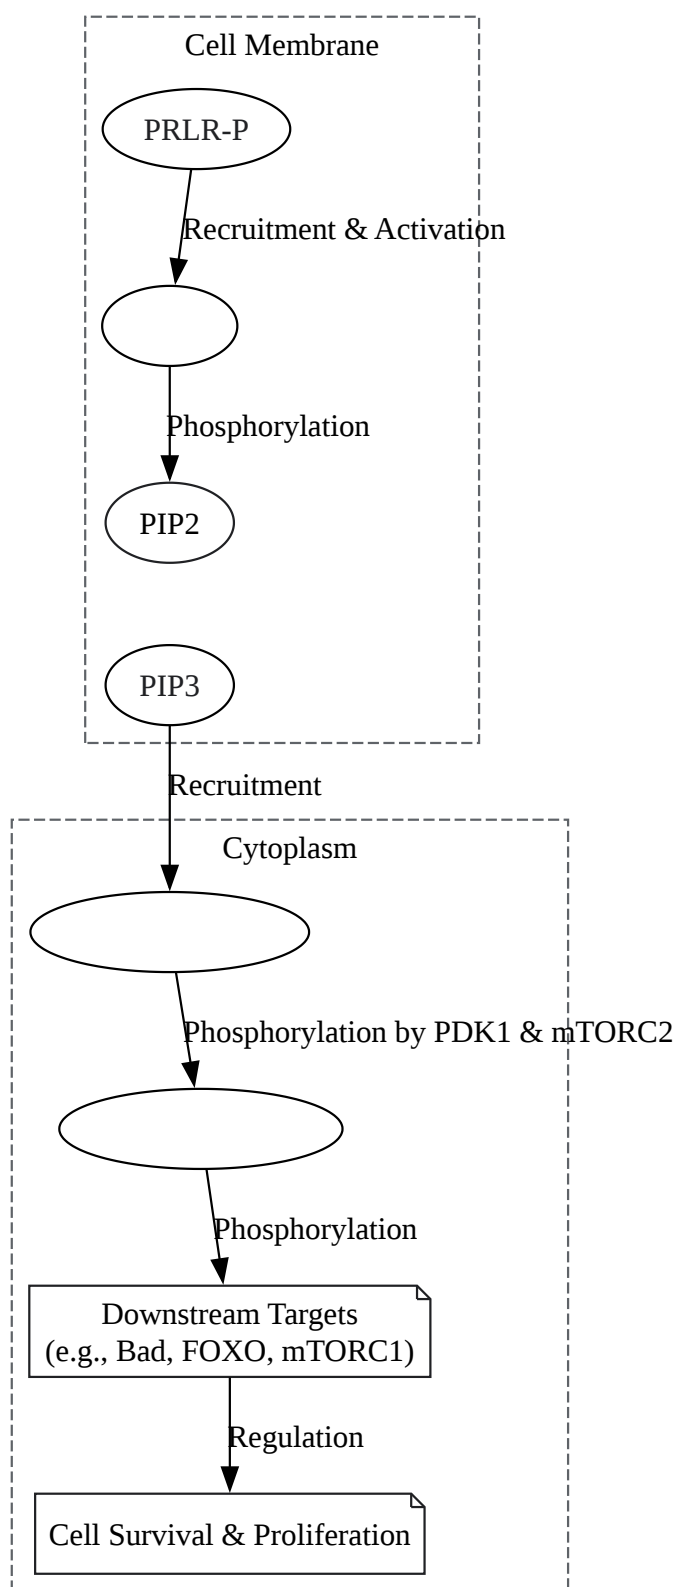 Cell Membrane
PRLR-P
Recruitment & Activation
Phosphorylation
PIP2
PIP3
Recruitment
Cytoplasm
Phosphorylation by PDK1 & mTORC2
Phosphorylation
Downstream Targets
(e.g., Bad, FOXO, mTORC1)
Regulation
Cell Survival & Proliferation